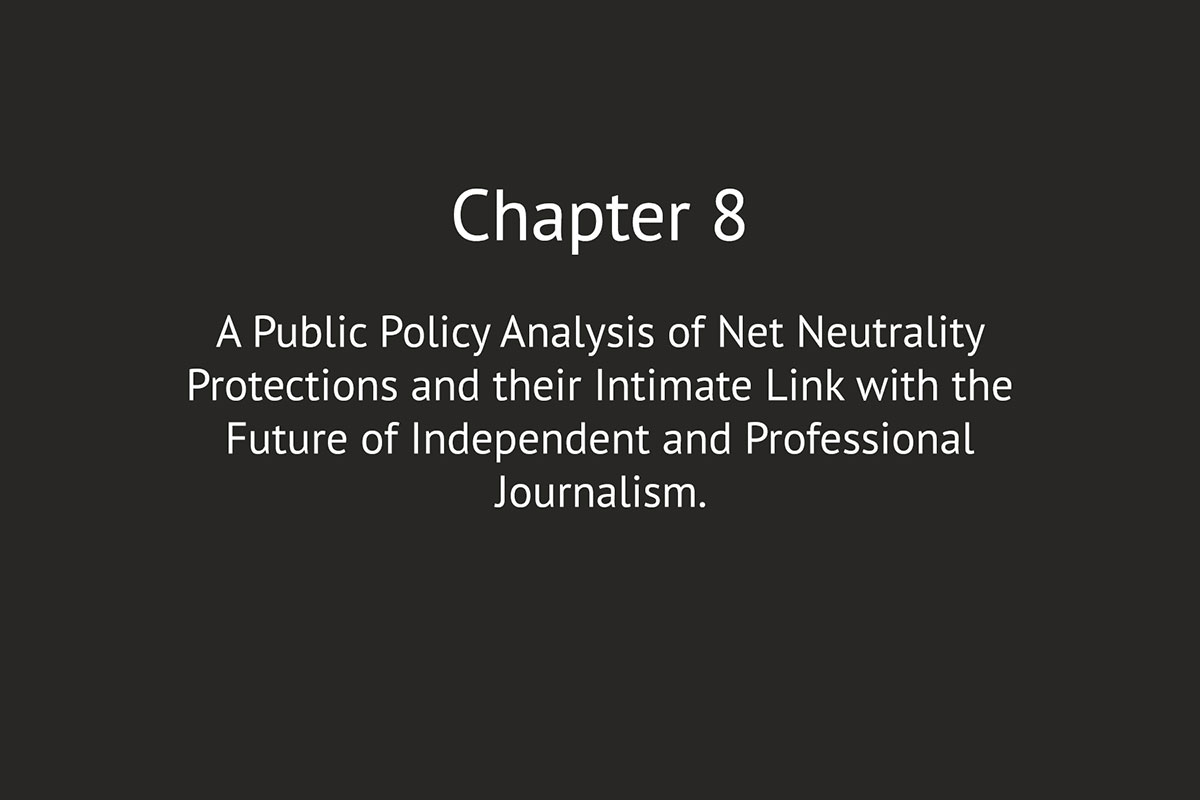 Chapter 8
A Public Policy Analysis of Net Neutrality
Protections and their Intimate Link with the
Future of Independent and Professional
Journalism.